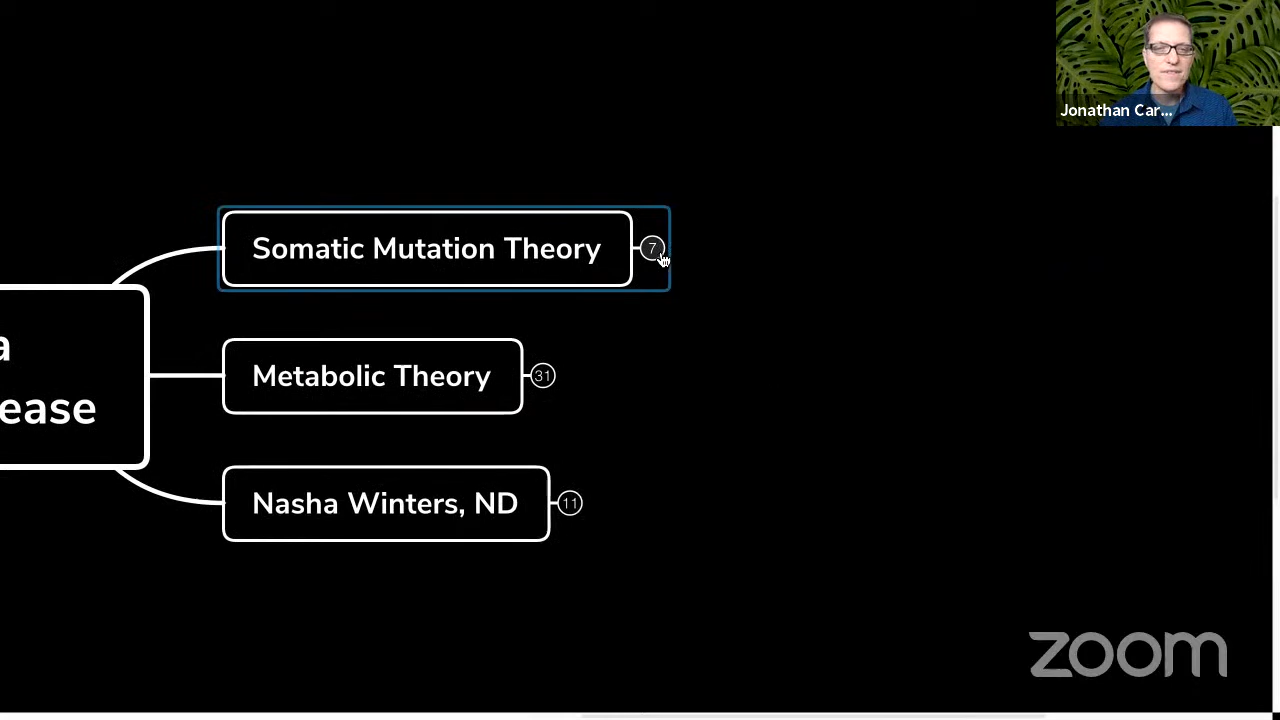 Jonathan Car...
Somatic Mutation Theory
7
a
ease
Metabolic Theory
31
Nasha Winters, ND
11
zoom